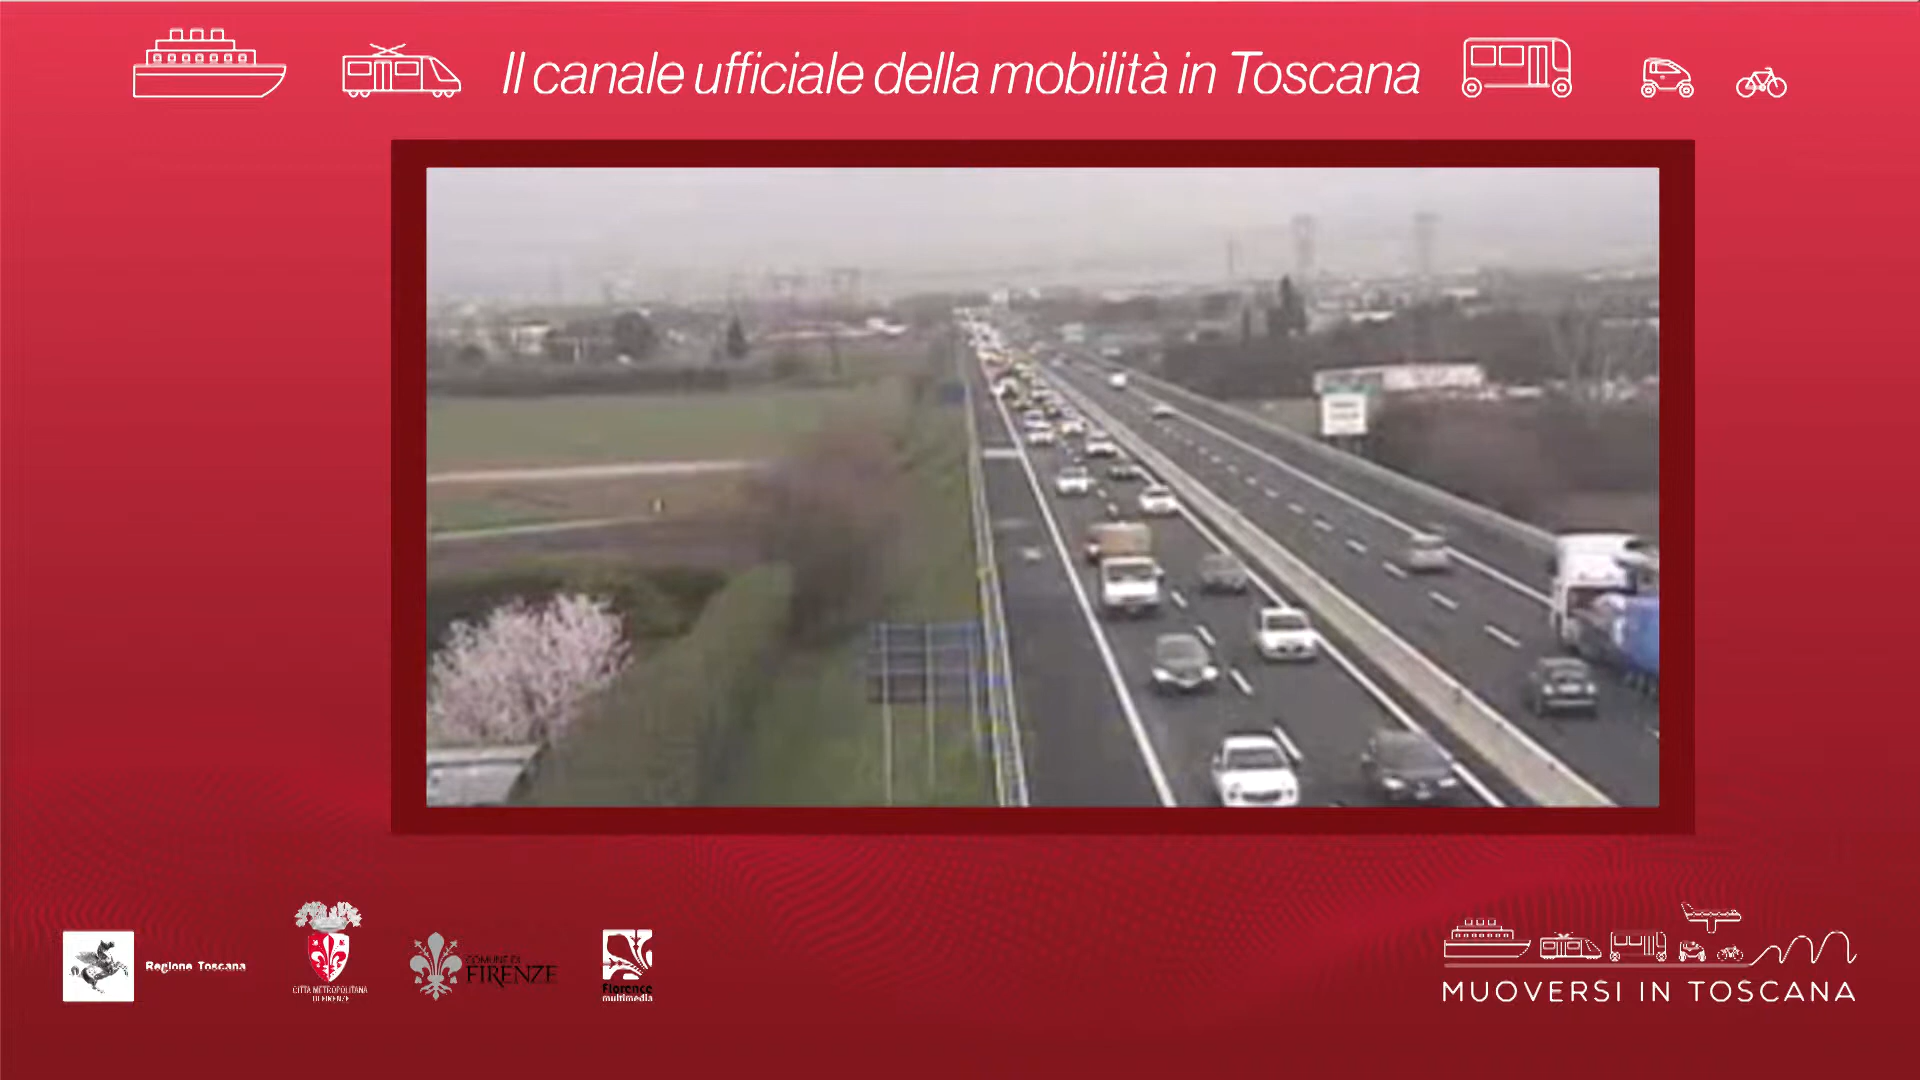 Il canale ufficiale della mobilità in Toscana
Regione Toscana
CITTÀ METROPOLITANA
DI FIRENZE
COMUNE DI
FIRENZE
Florence
multimedia
MUOVERSI IN TOSCANA